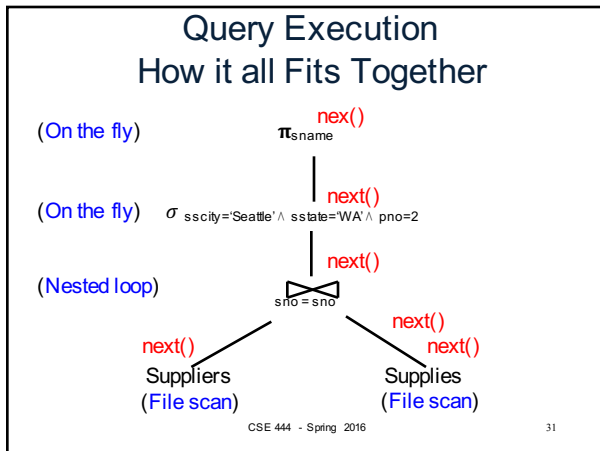 Query Execution
How it all Fits Together
nex()
(On the fly) π sname
next()
(On the fly) σ sscity=‘Seattle’ ∧ sstate=‘WA’ ∧ pno=2
next()
(Nested loop)
sno = sno
next()
next() next()
Suppliers Supplies
(File scan) (File scan)
CSE 444 - Spring 2016 31